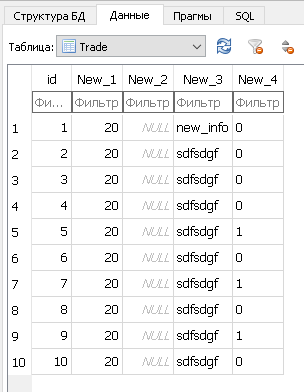 Структура БД Данные Прагмы SQL
Таблица: Trade
id New_1 New_2 New_3 New_4
Фи... Фильтр Фильтр Фильтр Фильтр
1 1 20 NULL new_info 0
2 2 20 NULL sdfsdgf 0
3 3 20 NULL sdfsdgf 0
4 4 20 NULL sdfsdgf 0
5 5 20 NULL sdfsdgf 1
6 6 20 NULL sdfsdgf 0
7 7 20 NULL sdfsdgf 1
8 8 20 NULL sdfsdgf 0
9 9 20 NULL sdfsdgf 1
10 10 20 NULL sdfsdgf 0